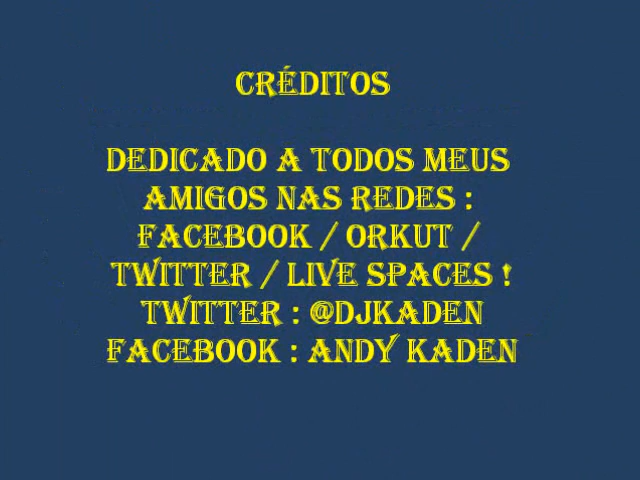 CRÉDITOS
DEDICADO A TODOS MEUS
AMIGOS NAS REDES :
FACEBOOK / ORKUT /
TWITTER / LIVE SPACES !
TWITTER : @DJKADEN
FACEBOOK : ANDY KADEN